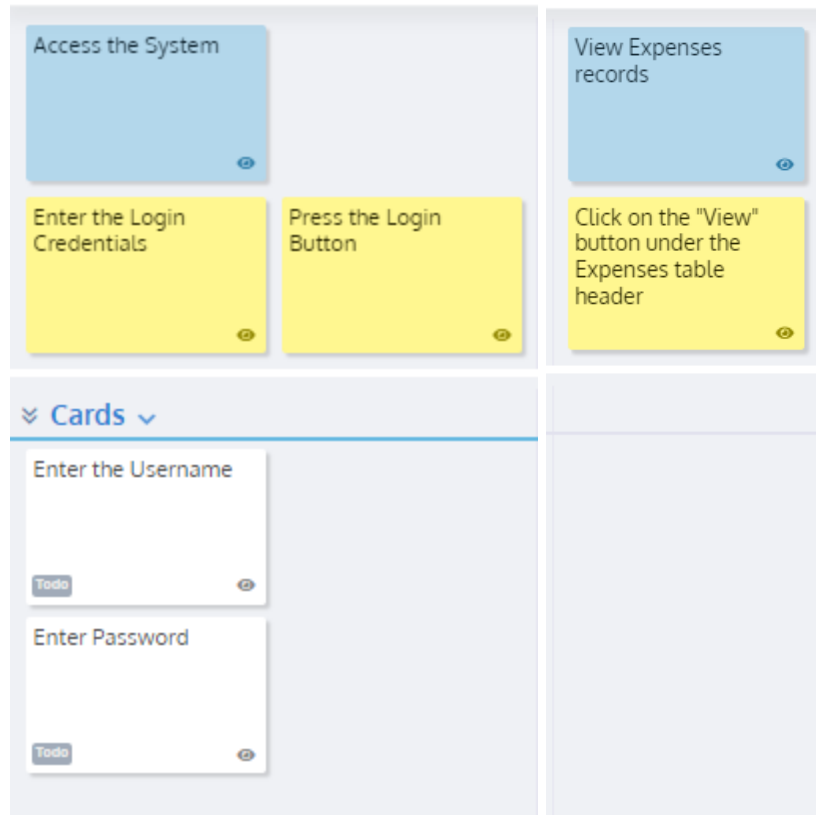 Access the System
View Expenses
records
Enter the Login
Credentials
Press the Login
Button
Click on the "View"
button under the
Expenses table
header
Cards
Enter the Username
Todo
Enter Password
Todo